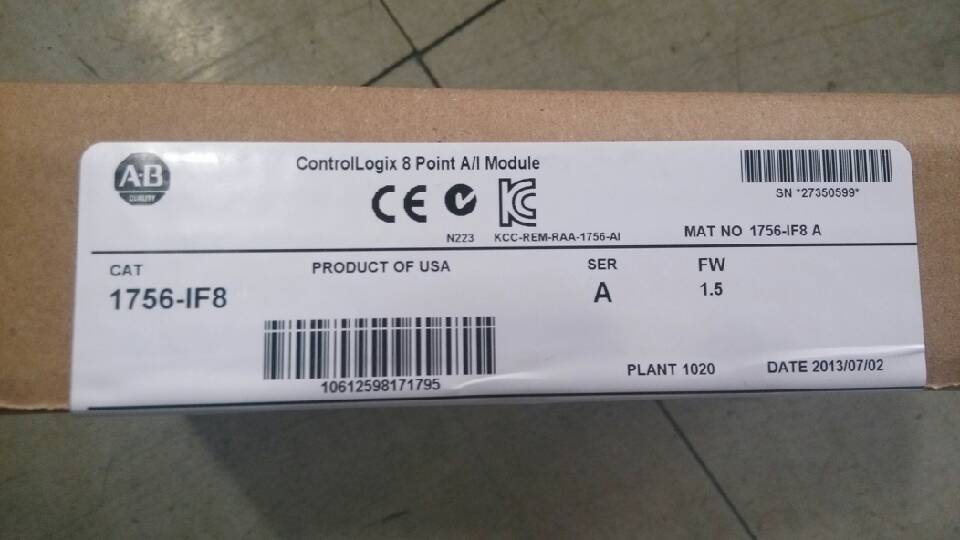 A·B
QUALITY
ControlLogix 8 Point A/I Module
CE
N223
KCC-REM-RAA-1756-AI
SN *27350599*
MAT NO 1756-IF8 A
CAT
1756-IF8
PRODUCT OF USA
SER
A
FW
1.5
10612598171795
PLANT 1020
DATE 2013/07/02